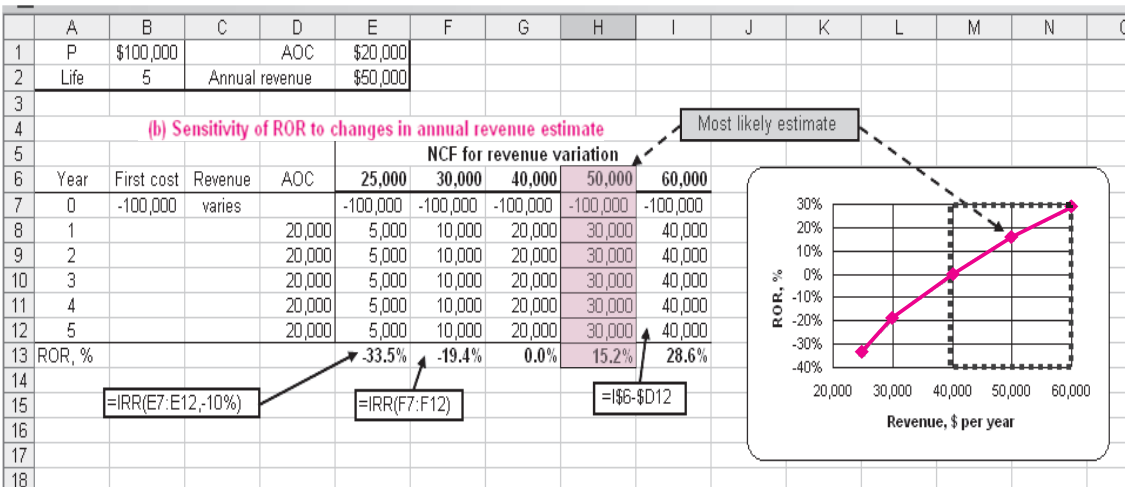 A B C D E F G H I J K L M N
1 P $100,000 AOC $20,000
2 Life 5 Annual revenue $50,000
3
4 (b) Sensitivity of ROR to changes in annual revenue estimate
Most likely estimate
5 NCF for revenue variation
6 Year First cost Revenue AOC 25,000 30,000 40,000 50,000 60,000
7 0 -100,000 varies -100,000 -100,000 -100,000 -100,000 -100,000
8 1 20,000 5,000 10,000 20,000 30,000 40,000
9 2 20,000 5,000 10,000 20,000 30,000 40,000
10 3 20,000 5,000 10,000 20,000 30,000 40,000
11 4 20,000 5,000 10,000 20,000 30,000 40,000
12 5 20,000 5,000 10,000 20,000 30,000 40,000
13 ROR, % -33.5% -19.4% 0.0% 15.2% 28.6%
14
15 =IRR(E7:E12,-10%) =IRR(F7:F12) =I$6-$D12
16
17
18
ROR, %
30%
20%
10%
0%
-10%
-20%
-30%
-40%
20,000 30,000 40,000 50,000 60,000
Revenue, $ per year